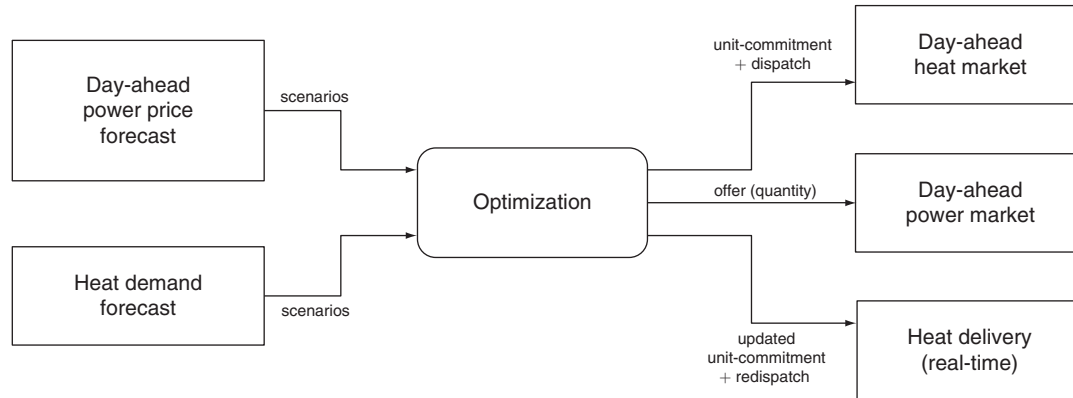 Day-ahead
power price
forecast
scenarios
Heat demand
forecast
scenarios
Optimization
unit-commitment
+ dispatch
Day-ahead
heat market
offer (quantity)
Day-ahead
power market
updated
unit-commitment
+ redispatch
Heat delivery
(real-time)